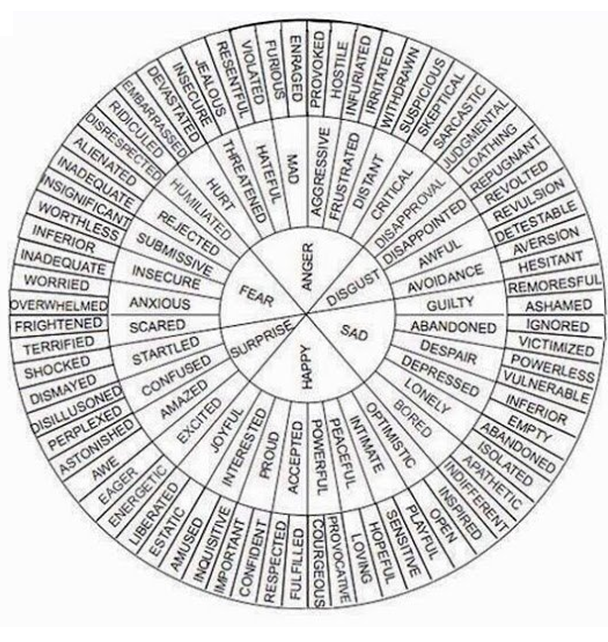 ANGER
DISGUST
SAD
HAPPY
SURPRISE
FEAR
MAD
AGGRESSIVE
FRUSTRATED
DISTANT
CRITICAL
DISAPPROVAL
DISAPPOINTED
AWFUL
AVOIDANCE
GUILTY
ABANDONED
DESPAIR
DEPRESSED
LONELY
BORED
OPTIMISTIC
INTIMATE
PEACEFUL
POWERFUL
ACCEPTED
PROUD
INTERESTED
JOYFUL
EXCITED
AMAZED
CONFUSED
STARTLED
SCARED
ANXIOUS
INSECURE
SUBMISSIVE
REJECTED
HUMILIATED
HURT
THREATENED
HATEFUL
ENRAGED
PROVOKED
HOSTILE
INFURIATED
IRRITATED
WITHDRAWN
SUSPICIOUS
SKEPTICAL
SARCASTIC
JUDGMENTAL
LOATHING
REPUGNANT
REVOLTED
REVULSION
DETESTABLE
AVERSION
HESITANT
REMORESFUL
ASHAMED
IGNORED
VICTIMIZED
POWERLESS
VULNERABLE
INFERIOR
EMPTY
ABANDONED
ISOLATED
APATHETIC
INDIFFERENT
INSPIRED
OPEN
PLAYFUL
SENSITIVE
HOPEFUL
LOVING
PROVOCATIVE
COURGEOUS
FULFILLED
RESPECTED
CONFIDENT
IMPORTANT
INQUISITIVE
AMUSED
ESTATIC
LIBERATED
ENERGETIC
EAGER
AWE
ASTONISHED
PERPLEXED
DISILLUSONED
DISMAYED
SHOCKED
TERRIFIED
FRIGHTENED
OVERWHELMED
WORRIED
INADEQUATE
INFERIOR
WORTHLESS
INSIGNIFICANT
INADEQUATE
ALIENATED
DISRESPECTED
RIDICULED
EMBARRASSED
DEVASTATED
INSECURE
JEALOUS
RESENTFUL
VIOLATED
FURIOUS